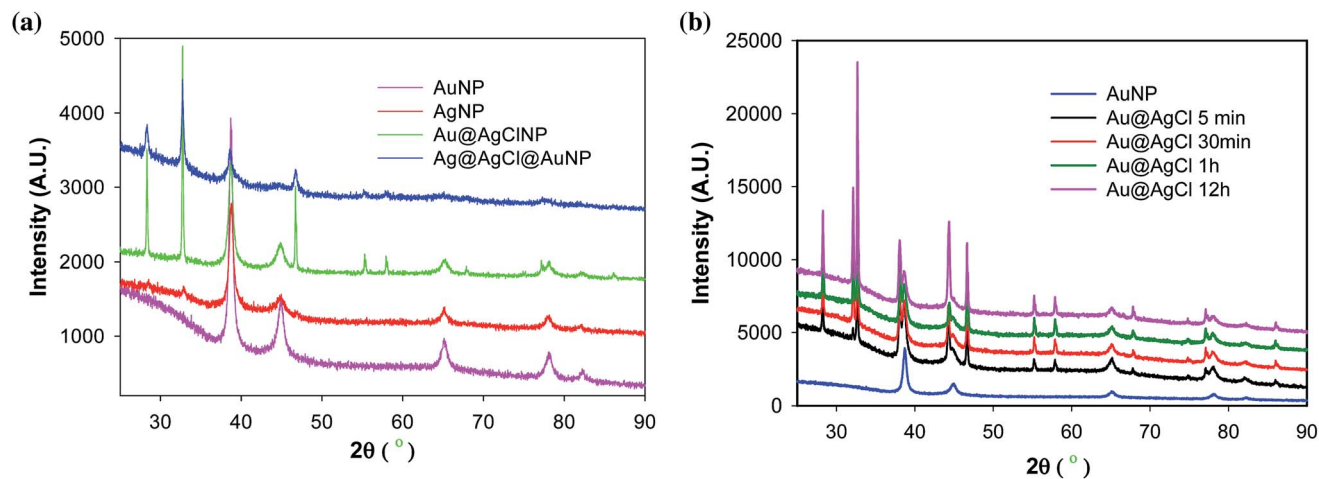 (a)
5000
4000
3000
2000
1000
Intensity (A.U.)
AuNP
AgNP
Au@AgClNP
Ag@AgCl@AuNP
30 40 50 60 70 80 90
2θ ( o )
(b)
25000
20000
15000
10000
5000
0
Intensity (A.U.)
AuNP
Au@AgCl 5 min
Au@AgCl 30min
Au@AgCl 1h
Au@AgCl 12h
30 40 50 60 70 80 90
2θ ( o )